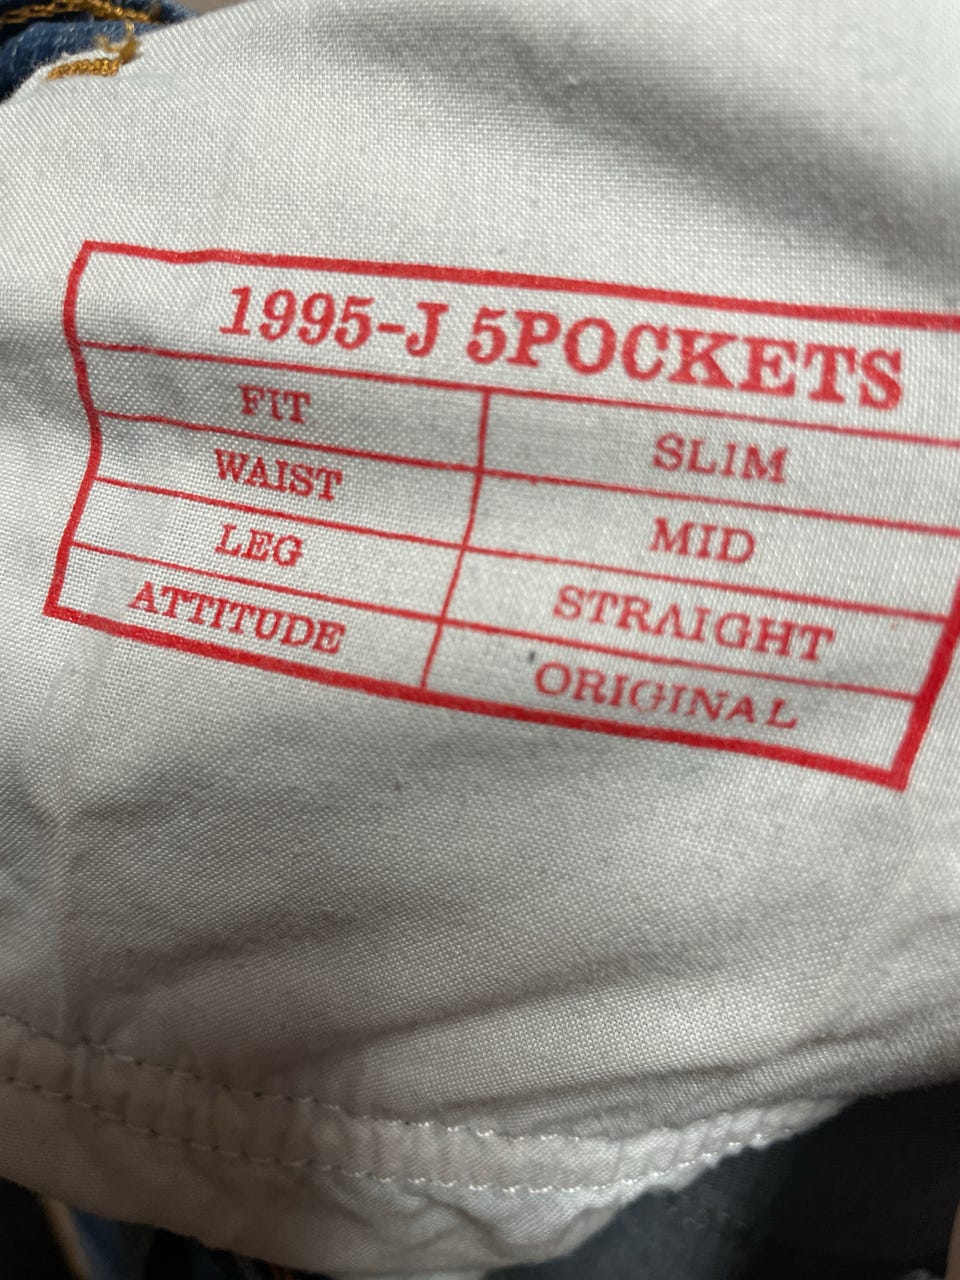 1995-J 5POCKETS
FIT SLIM
WAIST MID
LEG STRAIGHT
ATTITUDE ORIGINAL